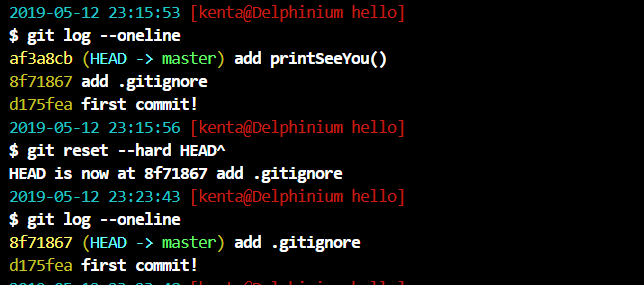 2019-05-12 23:15:53 [kenta@Delphinium hello]
$ git log --oneline
af3a8cb (HEAD -> master) add printSeeYou()
8f71867 add .gitignore
d175fea first commit!
2019-05-12 23:15:56 [kenta@Delphinium hello]
$ git reset --hard HEAD^
HEAD is now at 8f71867 add .gitignore
2019-05-12 23:23:43 [kenta@Delphinium hello]
$ git log --oneline
8f71867 (HEAD -> master) add .gitignore
d175fea first commit!